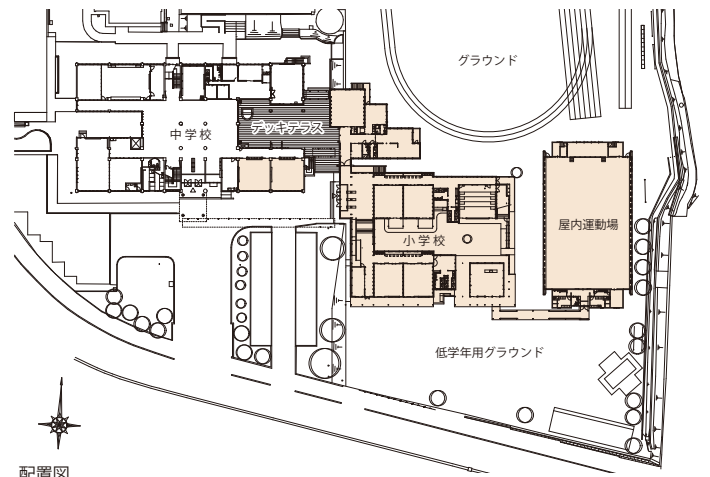 グラウンド
デッキテラス
中学校
屋内運動場
小学校
低学年用グラウンド
配置図